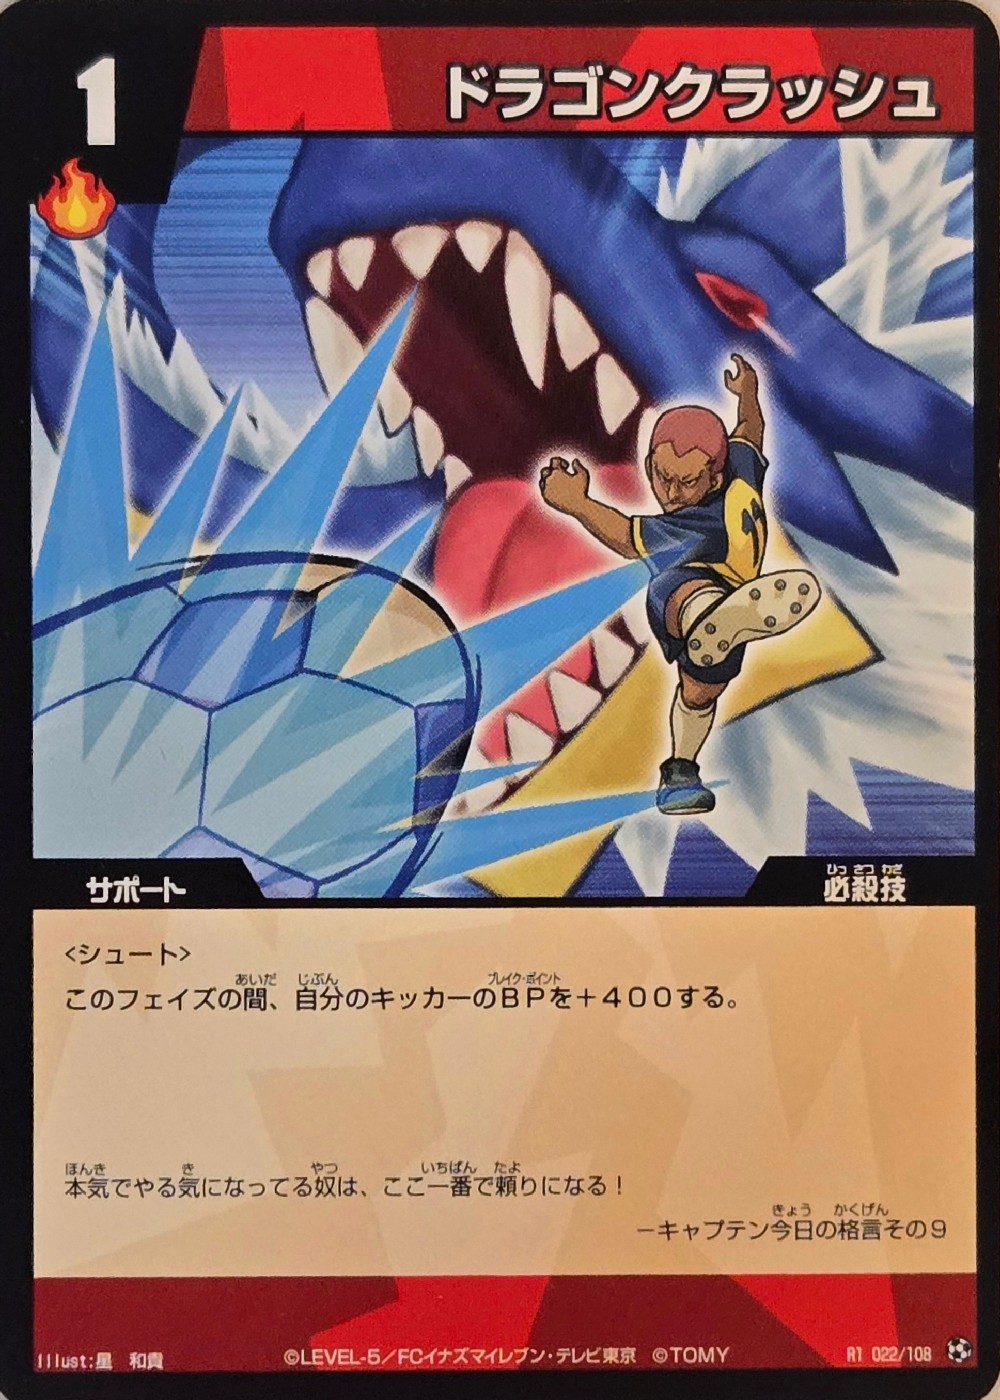 1
ドラゴンクラッシュ
サポート
ひっ さつ わざ
必殺技
<シュート>
あいだ じぶん ブレイク・ポイント
このフェイズの間、自分のキッカーのBPを+400する。
ほんき き やつ いちばん たよ
本気でやる気になってる奴は、ここ一番で頼りになる!
きょう かくげん
ーキャプテン今日の格言その9
Illust:星 和貴
©LEVEL-5/FCイナズマイレブン・テレビ東京 ©TOMY
R1 022/108